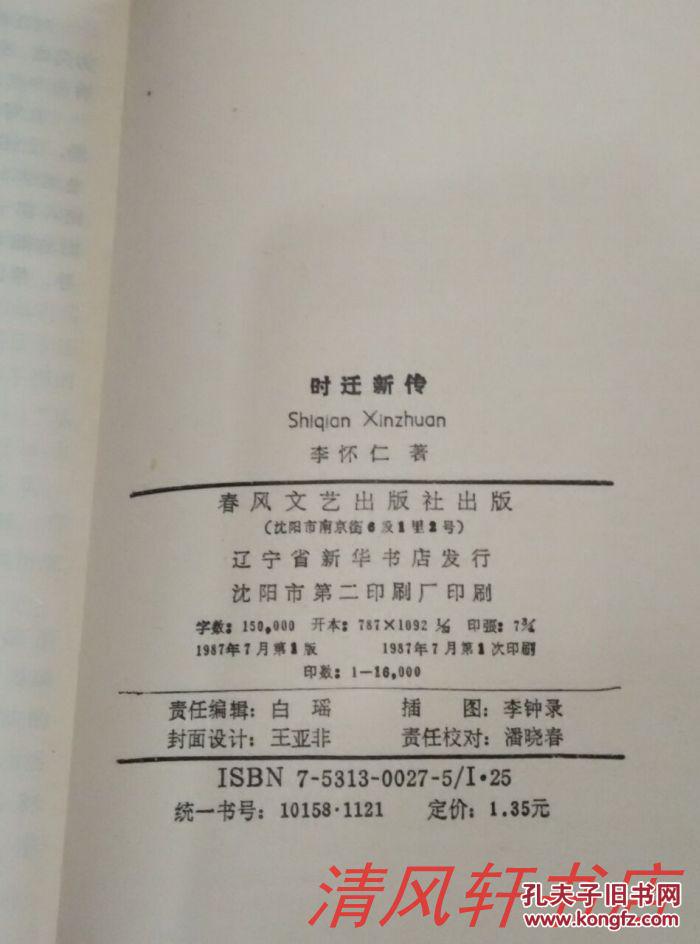 时迁新传
Shiqian Xinzhuan
李怀仁 著
春风文艺出版社出版
(沈阳市南京街6段1里2号)
辽宁省新华书店发行
沈阳市第二印刷厂印刷
字数：150,000 开本：787×1092 1/32 印张：7¾
1987年7月第1版 1987年7月第1次印刷
印数：1—16,000
责任编辑：白 瑶 插 图：李钟录
封面设计：王亚非 责任校对：潘晓春
ISBN 7-5313-0027-5/I·25
统一书号：10158·1121 定价：1.35元
清风轩书店
孔夫子旧书网
www.kongfz.com